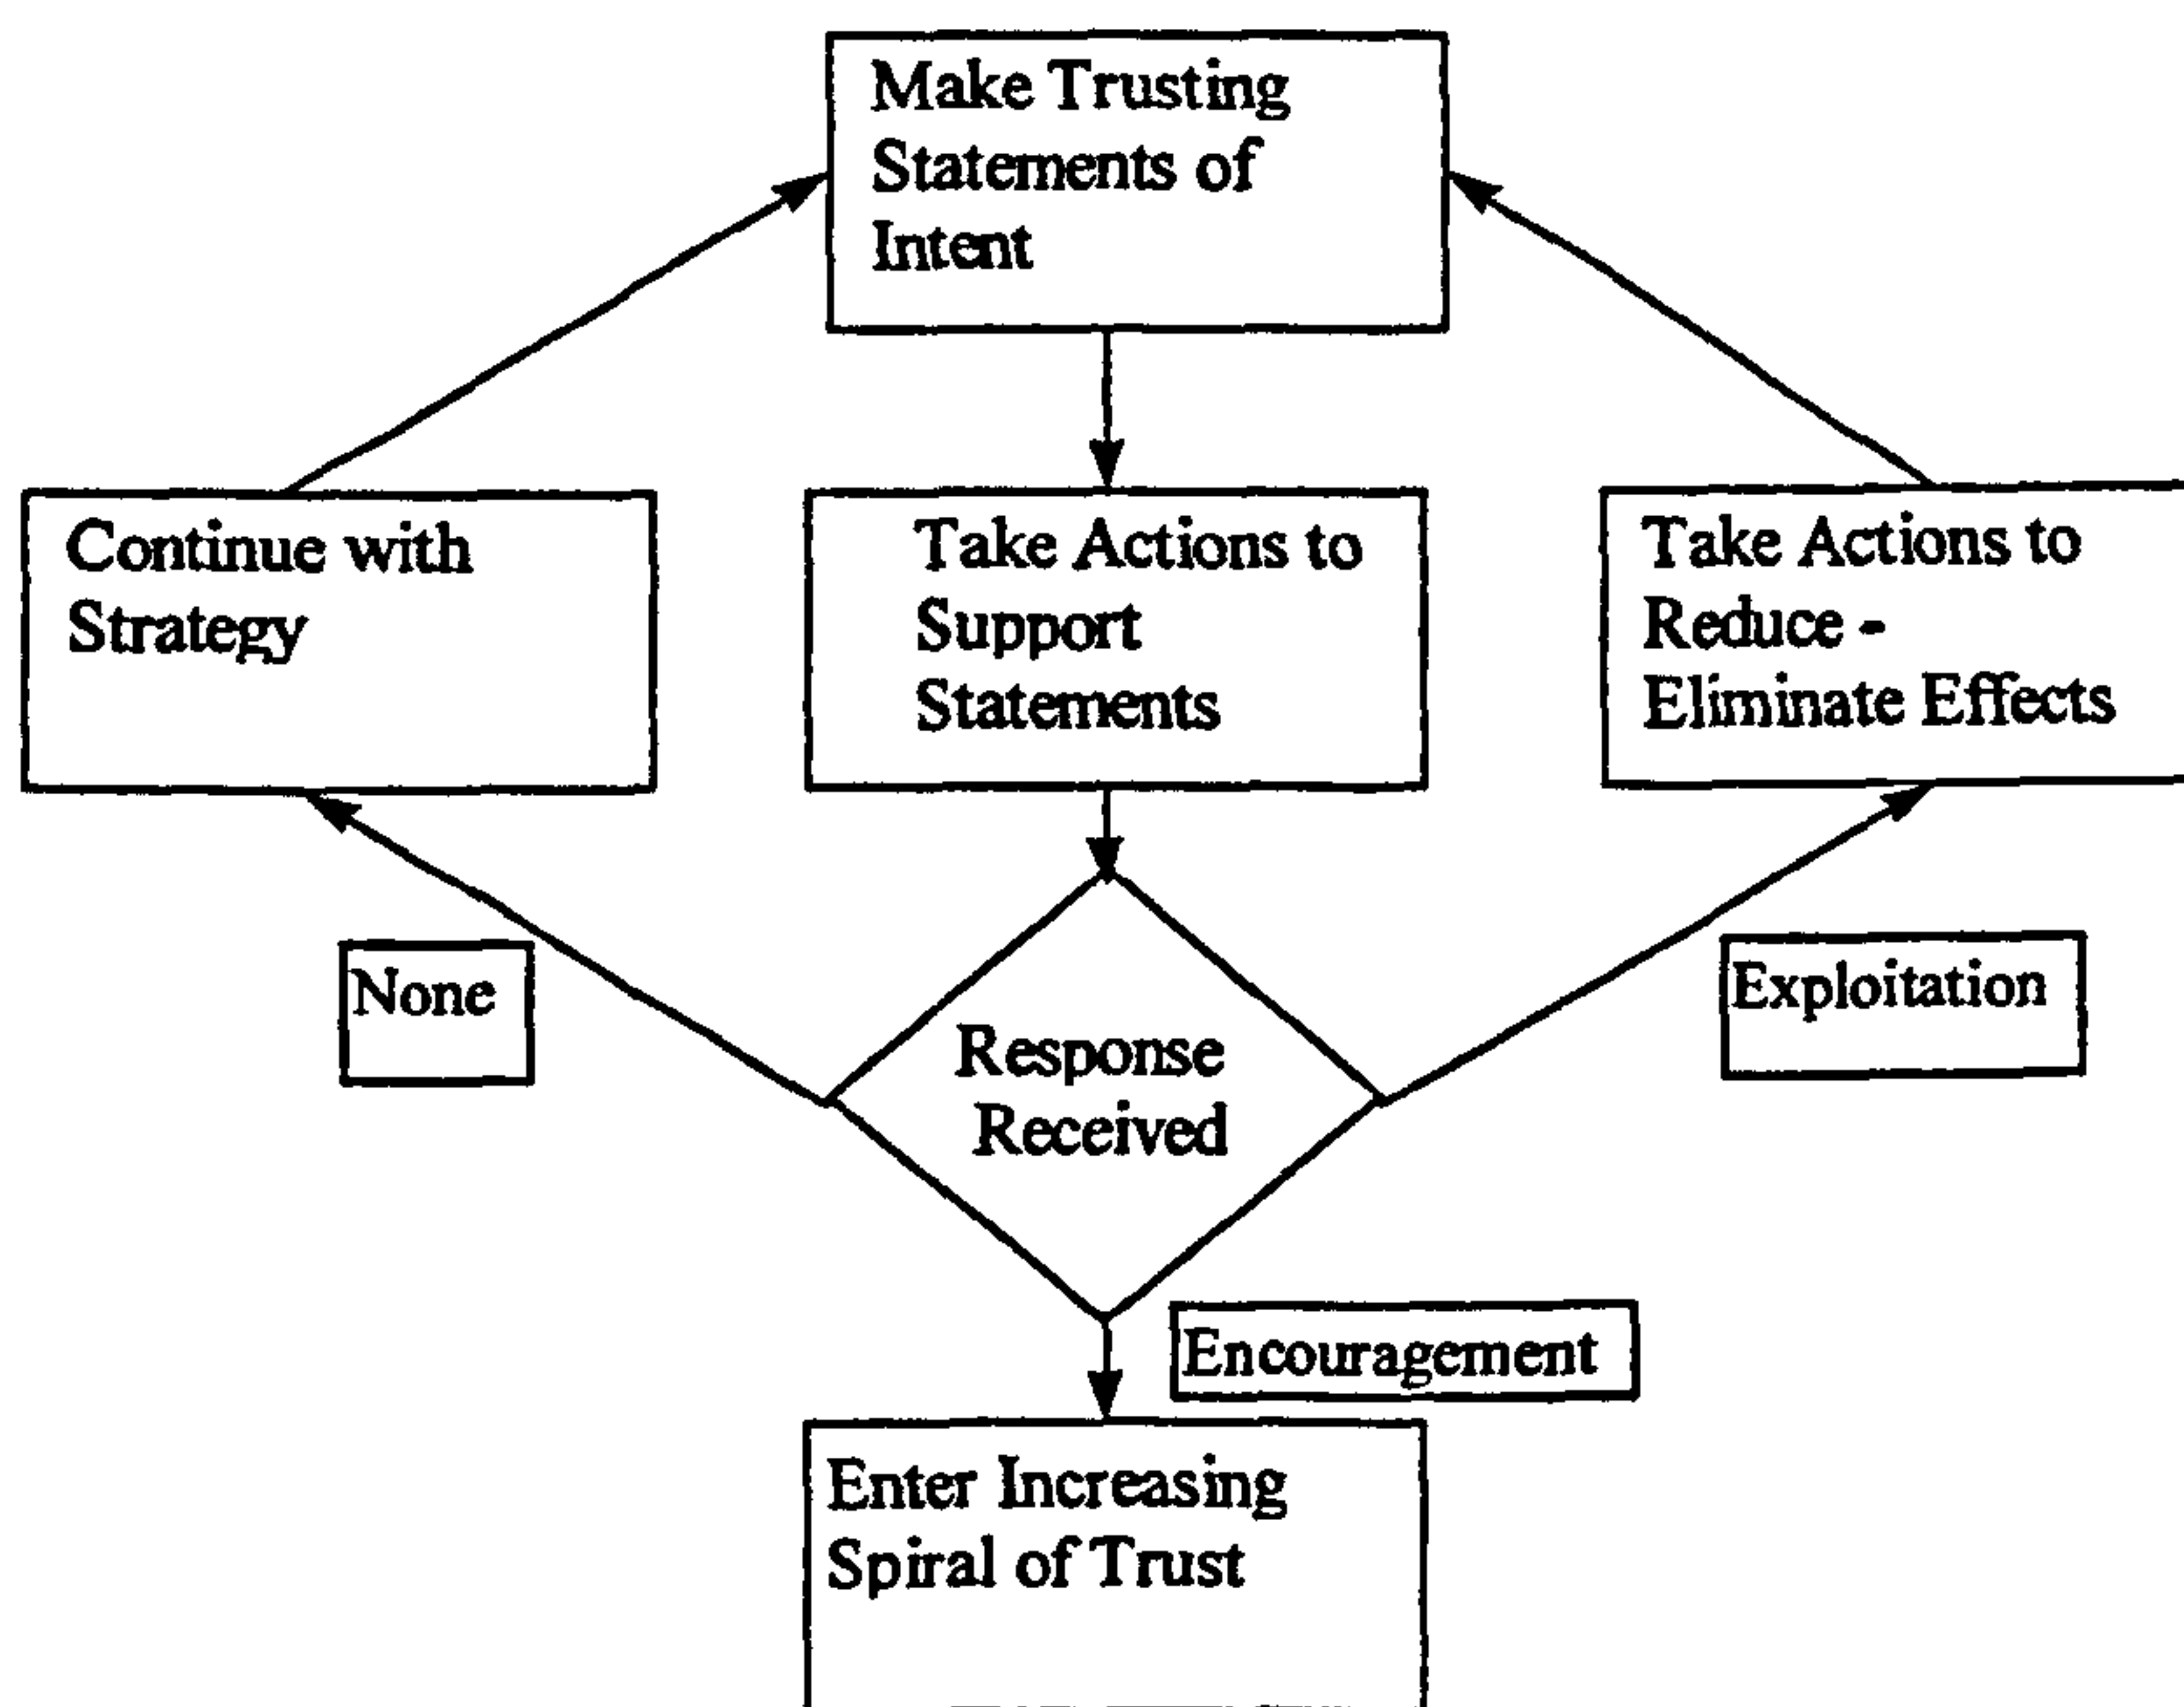 Make Trusting
Statements of
Intent
Continue with
Strategy
Take Actions to
Support
Statements
Take Actions to
Reduce -
Eliminate Effects
None
Response
Received
Exploitation
Encouragement
Enter Increasing
Spiral of Trust